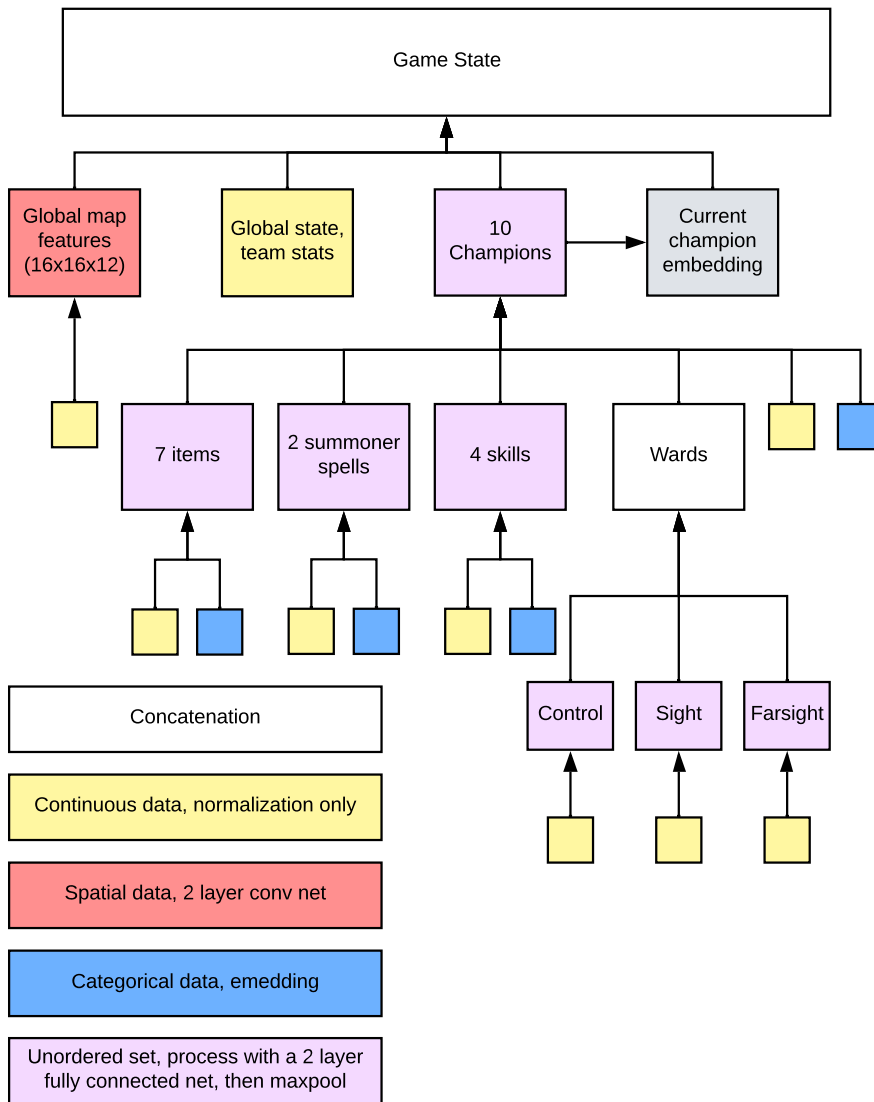 Game State
Global map
features
(16x16x12)
Global state,
team stats
10
Champions
Current
champion
embedding
7 items
2 summoner
spells
4 skills
Wards
Control
Sight
Farsight
Concatenation
Continuous data, normalization only
Spatial data, 2 layer conv net
Categorical data, emedding
Unordered set, process with a 2 layer
fully connected net, then maxpool